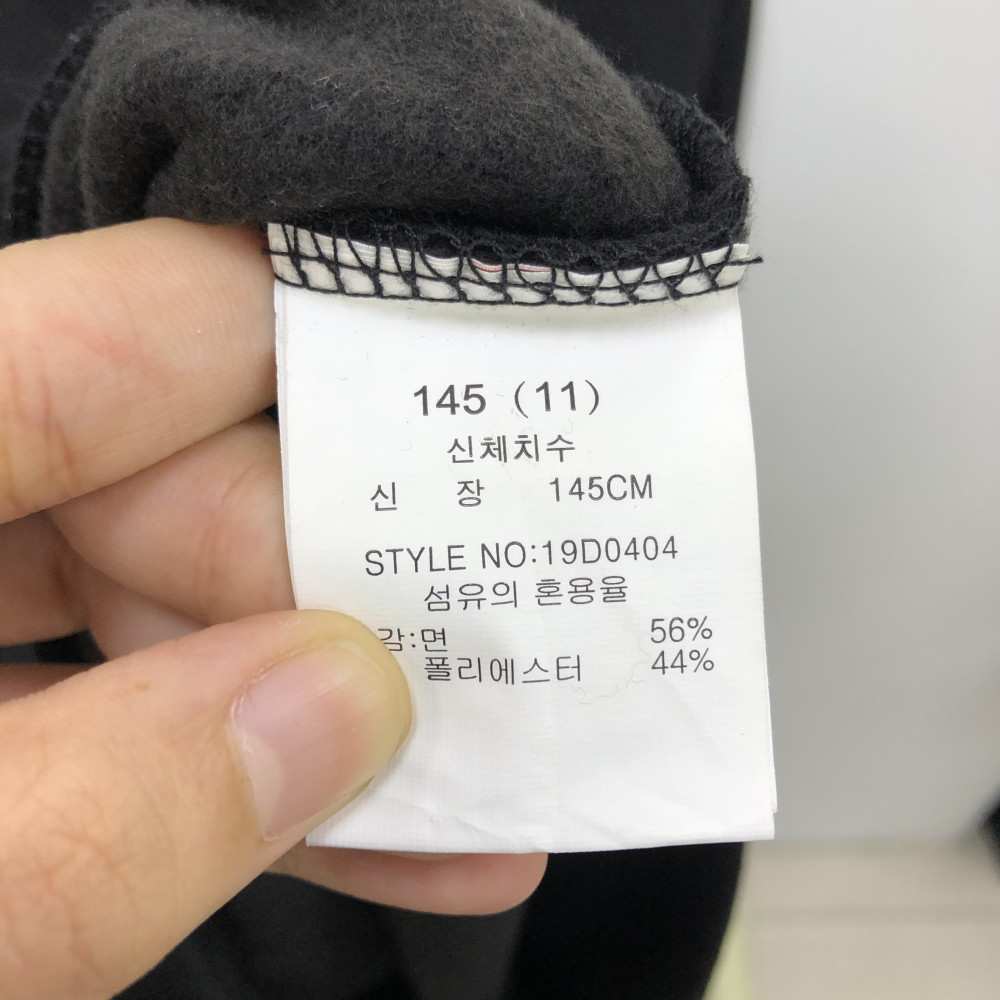 145 (11)
신체치수
신 장 145CM
STYLE NO:19D0404
섬유의 혼용율
감:면 56%
폴리에스터 44%